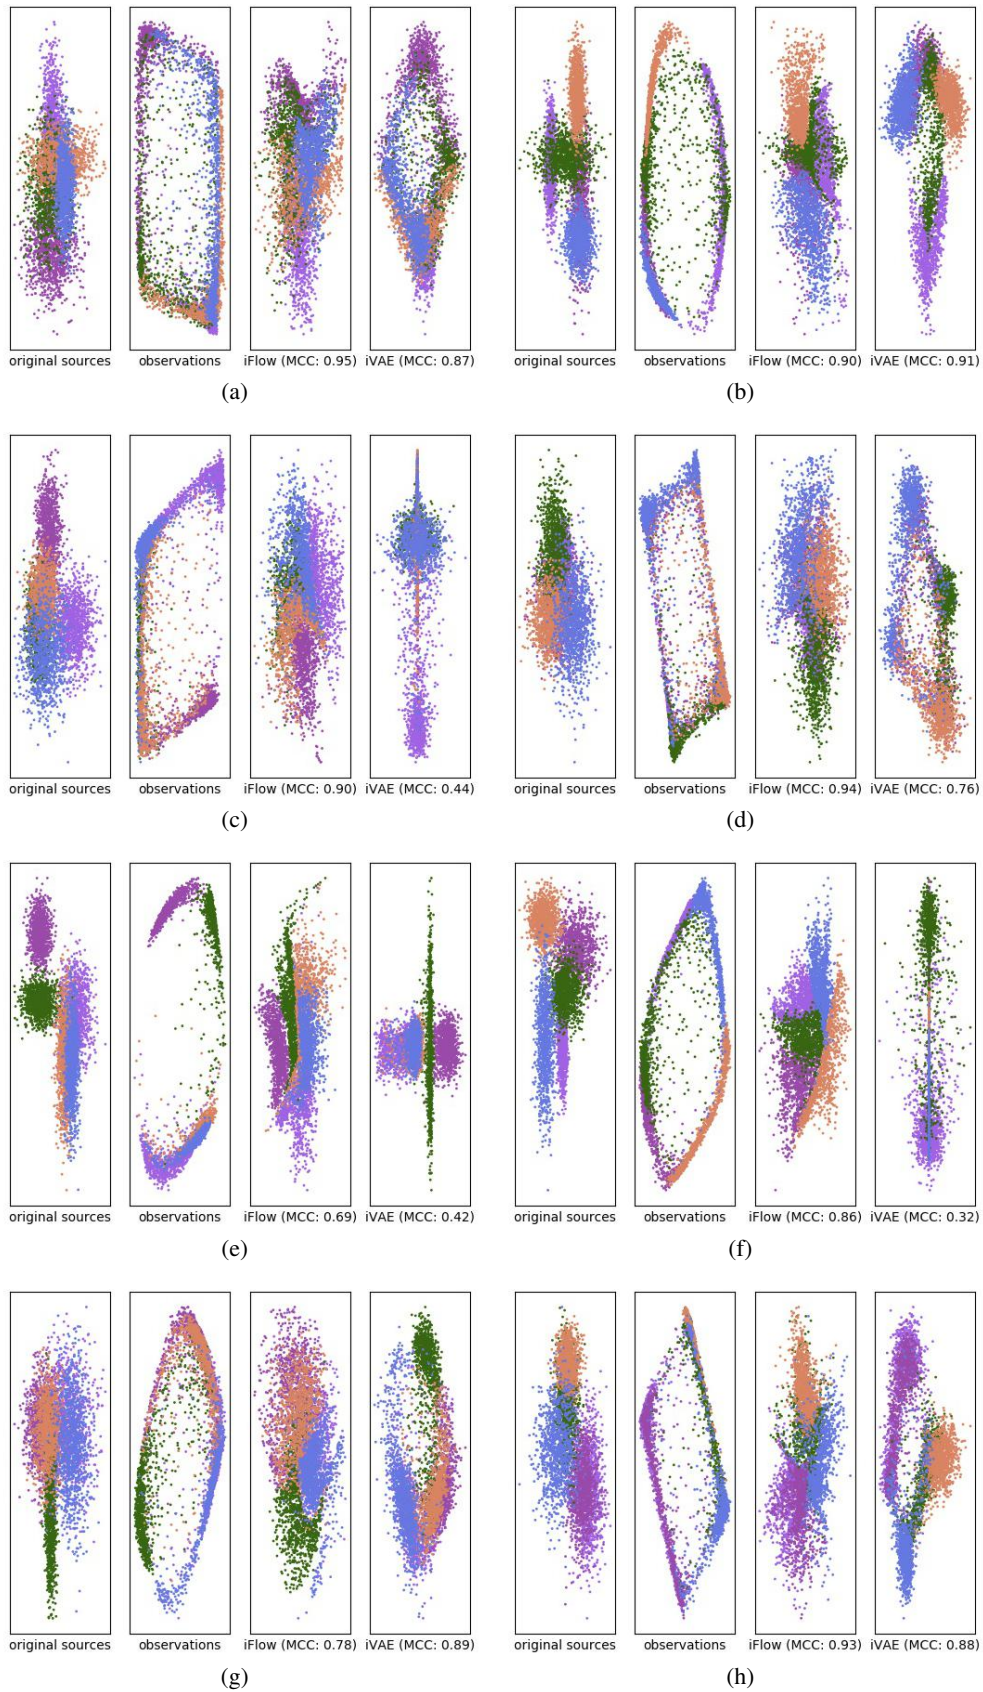 original sources observations iFlow (MCC: 0.95) iVAE (MCC: 0.87)
(a)
original sources observations iFlow (MCC: 0.90) iVAE (MCC: 0.91)
(b)
original sources observations iFlow (MCC: 0.90) iVAE (MCC: 0.44)
(c)
original sources observations iFlow (MCC: 0.94) iVAE (MCC: 0.76)
(d)
original sources observations iFlow (MCC: 0.69) iVAE (MCC: 0.42)
(e)
original sources observations iFlow (MCC: 0.86) iVAE (MCC: 0.32)
(f)
original sources observations iFlow (MCC: 0.78) iVAE (MCC: 0.89)
(g)
original sources observations iFlow (MCC: 0.93) iVAE (MCC: 0.88)
(h)